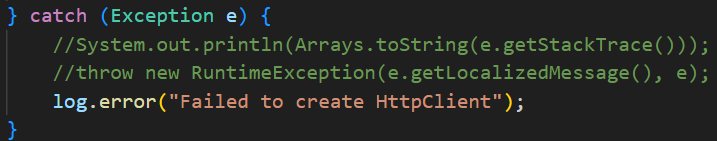 } catch (Exception e) {
    //System.out.println(Arrays.toString(e.getStackTrace()));
    //throw new RuntimeException(e.getLocalizedMessage(), e);
    log.error("Failed to create HttpClient");
}